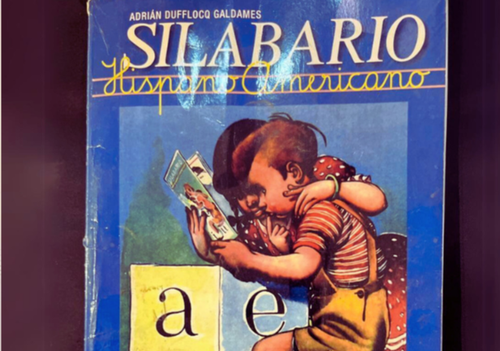 ADRIÁN DUFFLOCQ GALDAMES
SILABARIO
Hispano Americano
a e